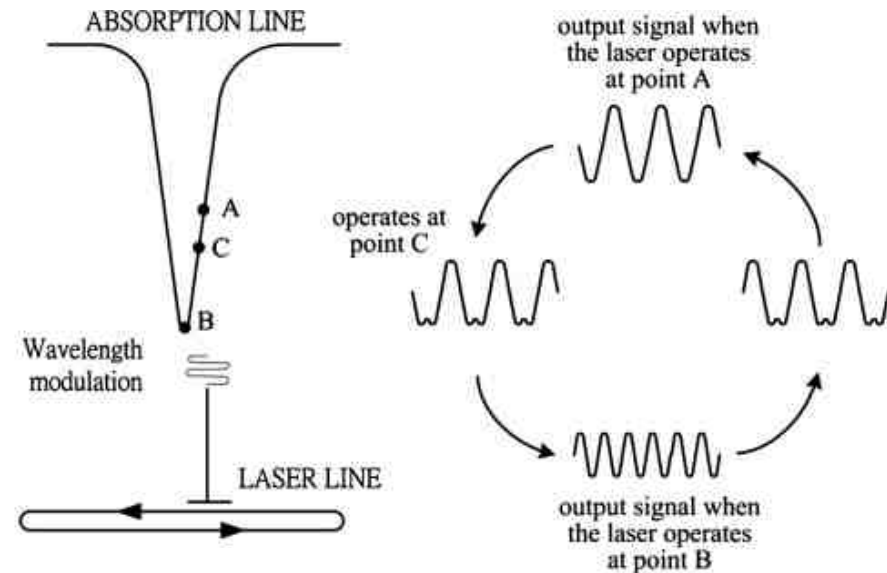 ABSORPTION LINE
A
C
B
Wavelength
modulation
LASER LINE
output signal when
the laser operates
at point A
operates at
point C
output signal when
the laser operates
at point B